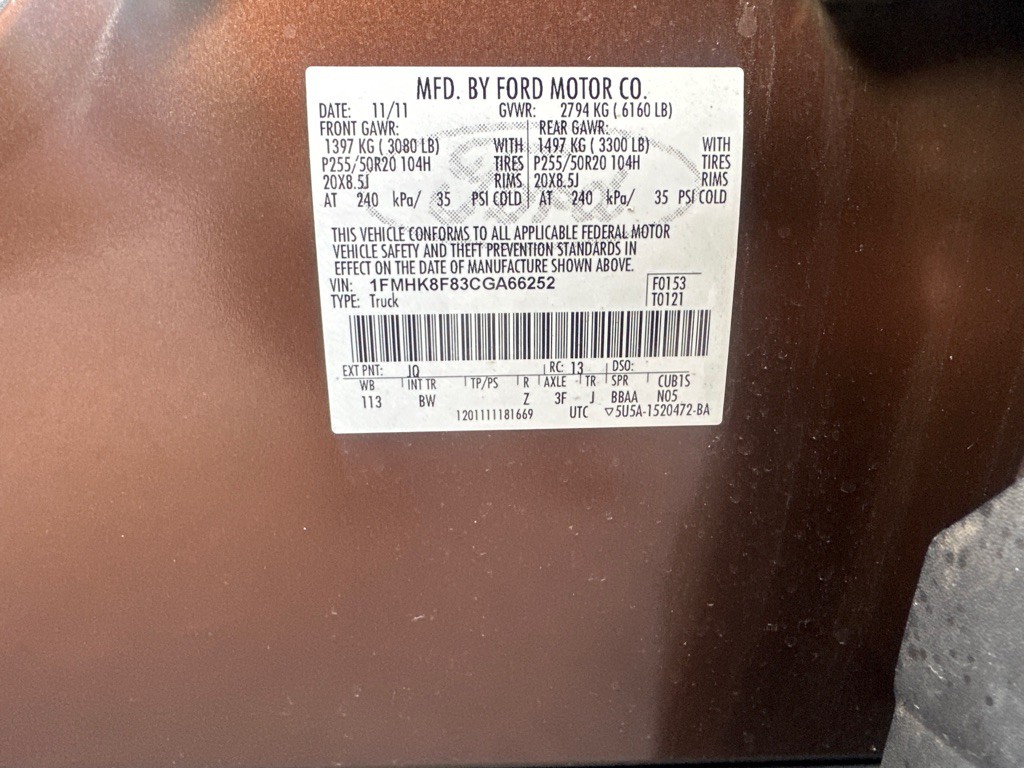 MFD. BY FORD MOTOR CO.
DATE: 11/11 GVWR: 2794 KG ( 6160 LB)
FRONT GAWR: REAR GAWR:
1397 KG ( 3080 LB) WITH 1497 KG ( 3300 LB) WITH
P255/50R20 104H TIRES P255/50R20 104H TIRES
20X8.5J RIMS 20X8.5J RIMS
AT 240 kPa/ 35 PSI COLD AT 240 kPa/ 35 PSI COLD
Ford
THIS VEHICLE CONFORMS TO ALL APPLICABLE FEDERAL MOTOR
VEHICLE SAFETY AND THEFT PREVENTION STANDARDS IN
EFFECT ON THE DATE OF MANUFACTURE SHOWN ABOVE.
VIN: 1FMHK8F83CGA66252 F0153
TYPE: Truck T0121
EXT PNT: JQ RC: 13 DSO:
WB INT TR TP/PS R AXLE TR SPR CUB1S
113 BW Z 3F J BBAA N05
1201111181669 UTC ▽5U5A-1520472-BA